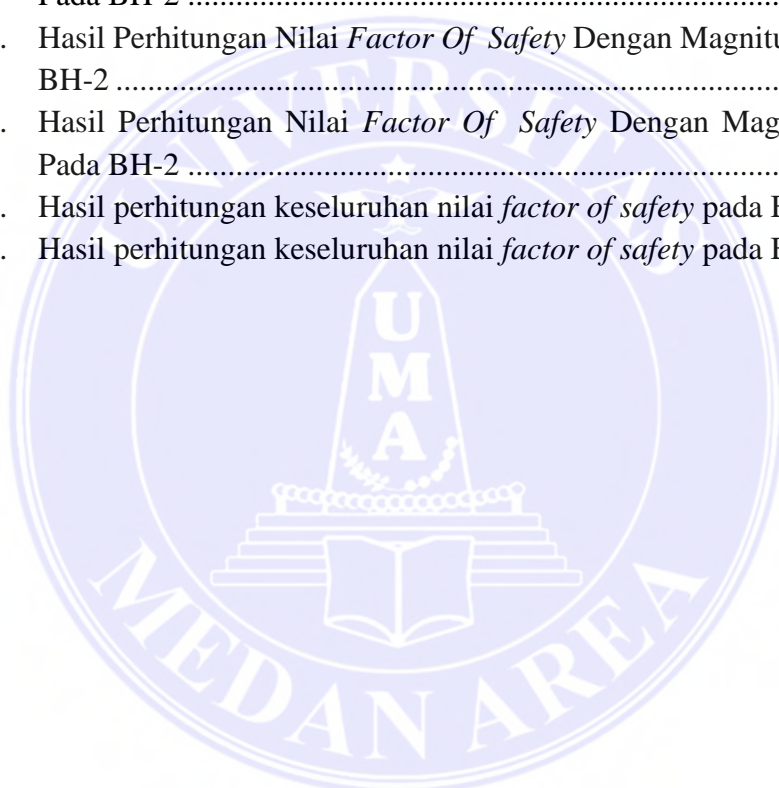 Pada BH-2 ................................................................................
. Hasil Perhitungan Nilai Factor Of Safety Dengan
BH-2 ................................................................................
. Hasil Perhitungan Nilai Factor Of Safety Dengan
Pada BH-2 ................................................................................
. Hasil perhitungan keseluruhan nilai factor of safety pada
. Hasil perhitungan keseluruhan nilai factor of safety pada
UNIVERSITAS
UMA
MEDAN AREA